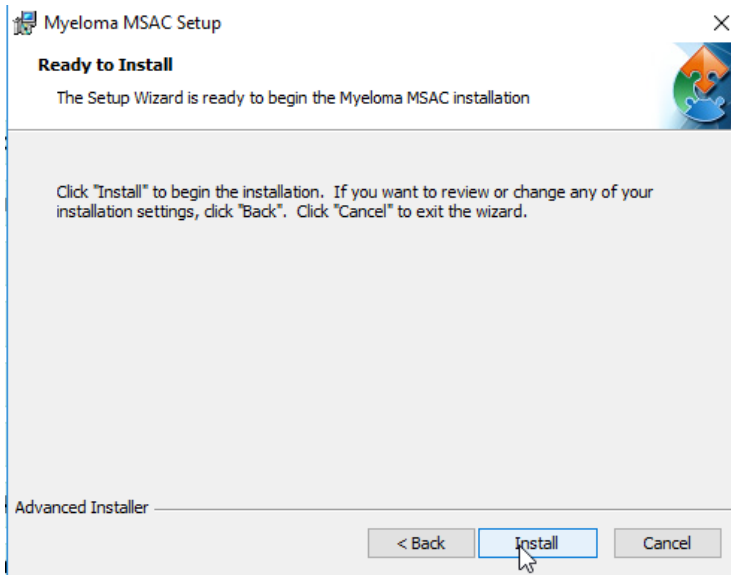 Myeloma MSAC Setup
Ready to Install
The Setup Wizard is ready to begin the Myeloma MSAC installation
Click "Install" to begin the installation.  If you want to review or change any of your
installation settings, click "Back".  Click "Cancel" to exit the wizard.
Advanced Installer
< Back
Install
Cancel